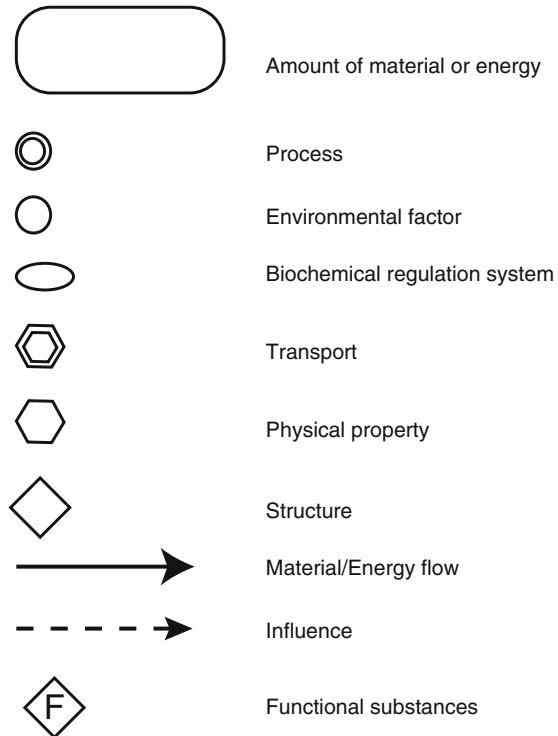 Amount of material or energy
Process
Environmental factor
Biochemical regulation system
Transport
Physical property
Structure
Material/Energy flow
Influence
F Functional substances